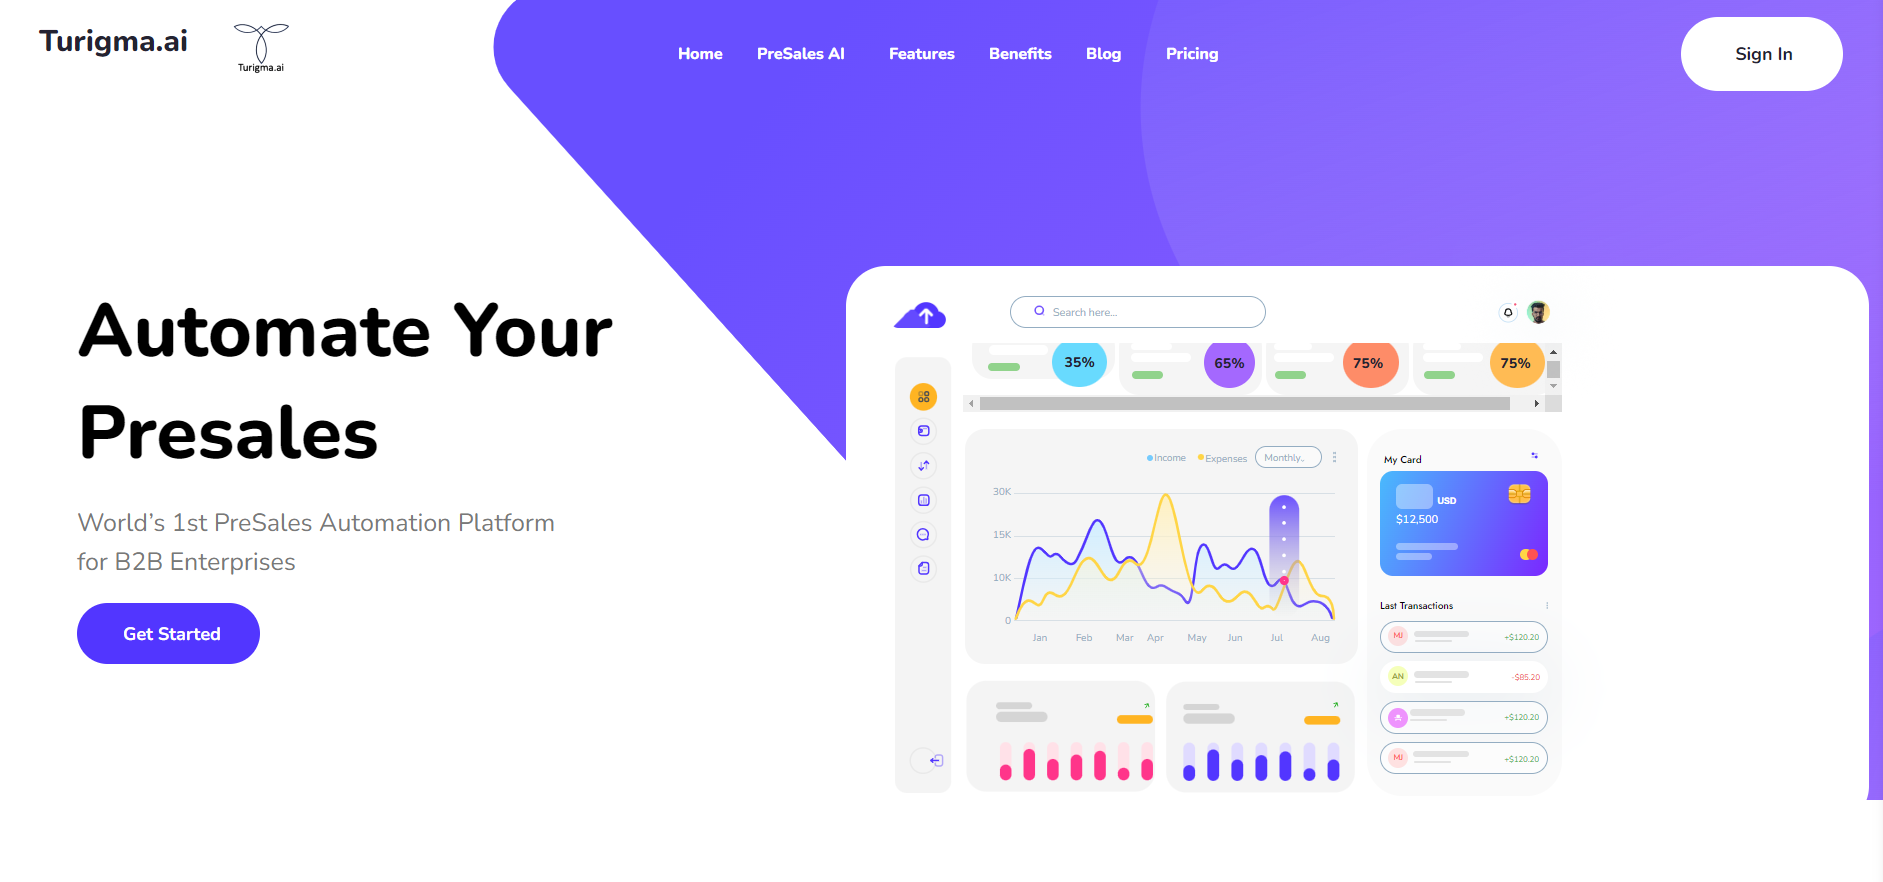 Turigma.ai
Turigma.ai
Home PreSales AI Features Benefits Blog Pricing
Sign In
Automate Your
Presales
World’s 1st PreSales Automation Platform
for B2B Enterprises
Get Started
Search here...
35% 65% 75% 75%
Income Expenses Monthly
30K
15K
10K
0
Jan Feb Mar Apr May Jun Jul Aug
My Card
USD
$12,500
Last Transactions
MJ +$120.20
AN -$85.20
+$120.20
MJ +$120.20